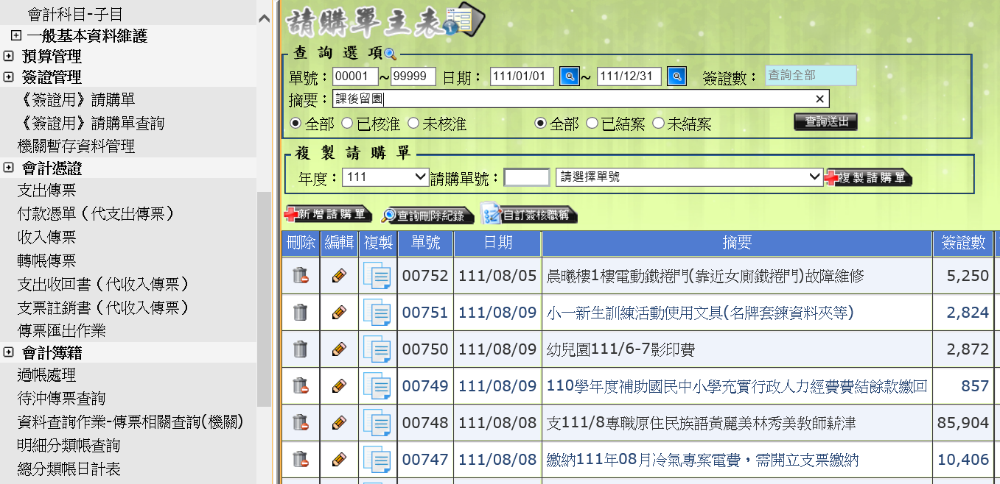 會計科目-子目
一般基本資料維護
預算管理
簽證管理
《簽證用》請購單
《簽證用》請購單查詢
機關暫存資料管理
會計憑證
支出傳票
付款憑單（代支出傳票）
收入傳票
轉帳傳票
支出收回書（代收入傳票）
支票註銷書（代收入傳票）
傳票匯出作業
會計簿籍
過帳處理
待沖傳票查詢
資料查詢作業-傳票相關查詢(機關)
明細分類帳查詢
總分類帳日計表
請購單主表
查詢選項
單號：00001~99999 日期：111/01/01 ~ 111/12/31 簽證數：查詢全部
摘要：課後留園
全部 已核准 未核准 全部 已結案 未結案 查詢送出
複製請購單
年度：111 請購單號： 請選擇單號 複製請購單
新增請購單 查詢刪除紀錄 自訂簽核職稱
刪除 編輯 複製 單號 日期 摘要 簽證數
00752 111/08/05 晨曦樓1樓電動鐵捲門(靠近女廁鐵捲門)故障維修 5,250
00751 111/08/09 小一新生訓練活動使用文具(名牌套鍊資料夾等) 2,824
00750 111/08/09 幼兒園111/6-7影印費 2,872
00749 111/08/09 110學年度補助國民中小學充實行政人力經費費結餘款繳回 857
00748 111/08/08 支111/8專職原住民族語黃麗美林秀美教師薪津 85,904
00747 111/08/08 繳納111年08月冷氣專案電費，需開立支票繳納 10,406